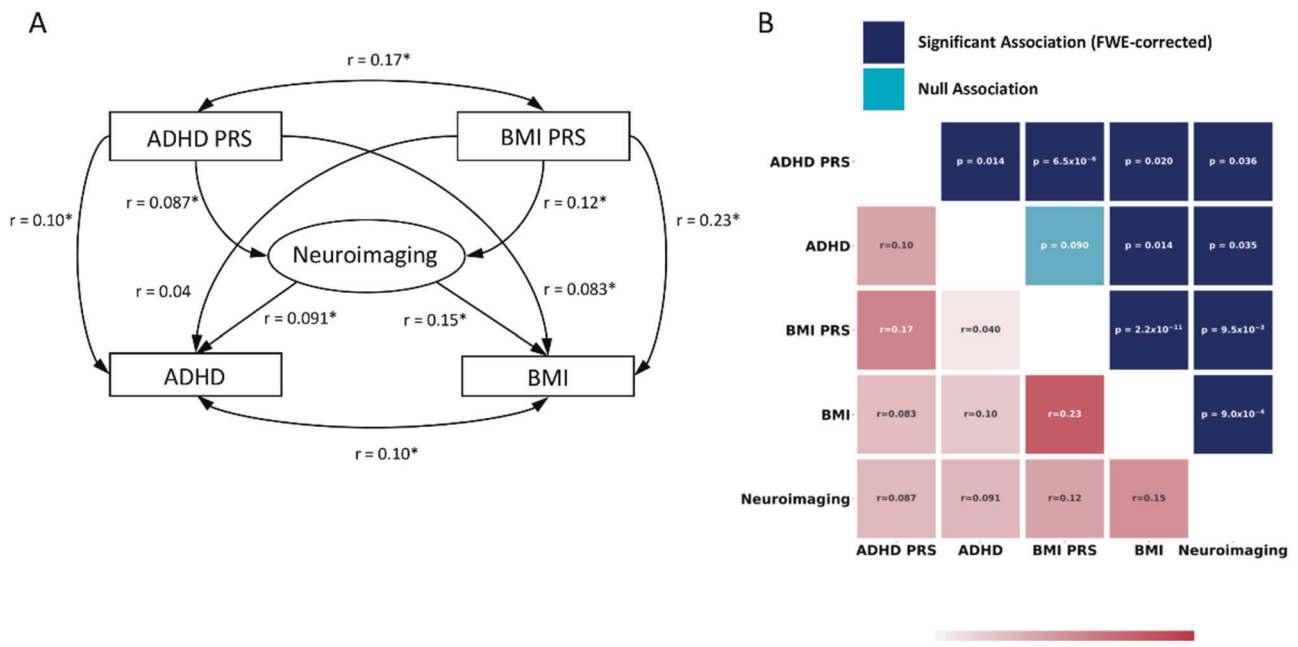 A
r = 0.17*
ADHD PRS
BMI PRS
r = 0.087*
r = 0.12*
r = 0.10*
r = 0.23*
Neuroimaging
r = 0.04
r = 0.083*
r = 0.091*
r = 0.15*
ADHD
BMI
r = 0.10*
B
Significant Association (FWE-corrected)
Null Association
ADHD PRS p = 0.014 p = 6.5x10⁻⁶ p = 0.020 p = 0.036
ADHD r=0.10 p = 0.090 p = 0.014 p = 0.035
BMI PRS r=0.17 r=0.040 p = 2.2x10⁻¹¹ p = 9.5x10⁻³
BMI r=0.083 r=0.10 r=0.23 p = 9.0x10⁻⁴
Neuroimaging r=0.087 r=0.091 r=0.12 r=0.15
ADHD PRS ADHD BMI PRS BMI Neuroimaging